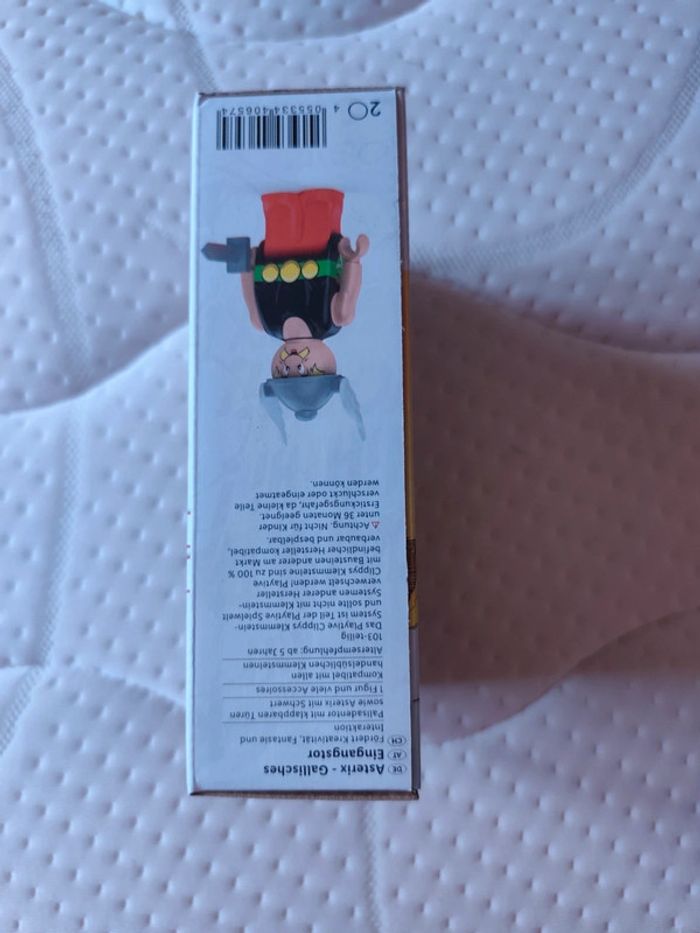 DE AT CH
Asterix - Gallisches
Eingangstor
Fördert Kreativität, Fantasie und
Interaktion
Palisadentor mit klappbaren Türen
sowie Asterix mit Schwert
1 Figur und viele Accessoires
Kompatibel mit allen
handelsüblichen Klemmsteinen
Altersempfehlung: ab 5 Jahren
103-teilig
Das Playtive Clippys Klemmstein-
System ist Teil der Playtive Spielwelt
und sollte nicht mit Klemmstein-
Systemen anderer Hersteller
verwechselt werden! Playtive
Clippys Klemmsteine sind zu 100 %
mit Bausteinen anderer am Markt
befindlicher Hersteller kompatibel,
verbaubar und bespielbar.
⚠ Achtung. Nicht für Kinder
unter 36 Monaten geeignet.
Erstickungsgefahr, da kleine Teile
verschluckt oder eingeatmet
werden können.
2
4 055334 406574